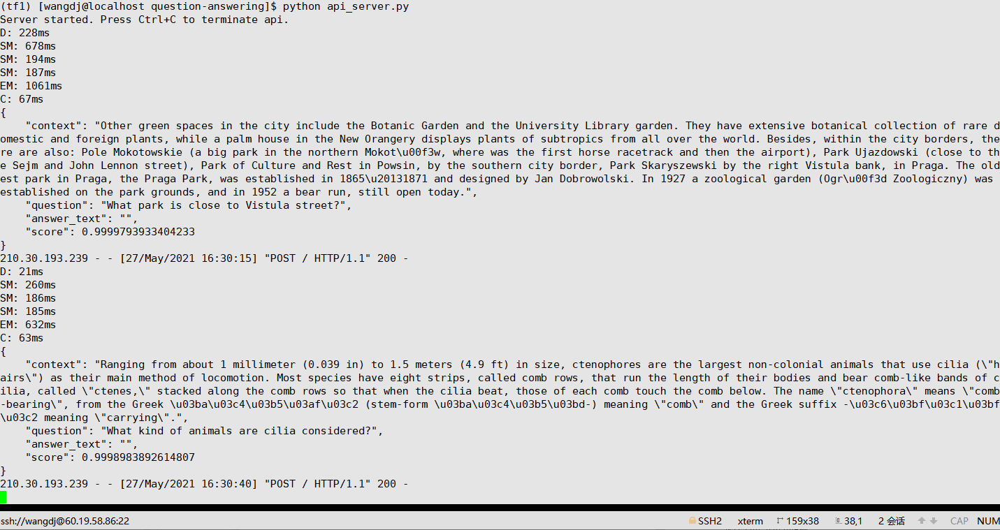 (tf1) [wangdj@localhost question-answering]$ python api_server.py
Server started. Press Ctrl+C to terminate api.
D: 228ms
SM: 678ms
SM: 194ms
SM: 187ms
EM: 1061ms
C: 67ms
{
    "context": "Other green spaces in the city include the Botanic Garden and the University Library garden. They have extensive botanical collection of rare d
omestic and foreign plants, while a palm house in the New Orangery displays plants of subtropics from all over the world. Besides, within the city borders, the
re are also: Pole Mokotowskie (a big park in the northern Mokot\u00f3w, where was the first horse racetrack and then the airport), Park Ujazdowski (close to th
e Sejm and John Lennon street), Park of Culture and Rest in Powsin, by the southern city border, Park Skaryszewski by the right Vistula bank, in Praga. The old
est park in Praga, the Praga Park, was established in 1865\u20131871 and designed by Jan Dobrowolski. In 1927 a zoological garden (Ogr\u00f3d Zoologiczny) was
established on the park grounds, and in 1952 a bear run, still open today.",
    "question": "What park is close to Vistula street?",
    "answer_text": "",
    "score": 0.9999793933404233
}
210.30.193.239 - - [27/May/2021 16:30:15] "POST / HTTP/1.1" 200 -
D: 21ms
SM: 260ms
SM: 186ms
SM: 185ms
EM: 632ms
C: 63ms
{
    "context": "Ranging from about 1 millimeter (0.039 in) to 1.5 meters (4.9 ft) in size, ctenophores are the largest non-colonial animals that use cilia (\"h
airs\") as their main method of locomotion. Most species have eight strips, called comb rows, that run the length of their bodies and bear comb-like bands of c
ilia, called \"ctenes,\" stacked along the comb rows so that when the cilia beat, those of each comb touch the comb below. The name \"ctenophora\" means \"comb
-bearing\", from the Greek \u03ba\u03c4\u03b5\u03af\u03c2 (stem-form \u03ba\u03c4\u03b5\u03bd-) meaning \"comb\" and the Greek suffix -\u03c6\u03bf\u03c1\u03bf
\u03c2 meaning \"carrying\".",
    "question": "What kind of animals are cilia considered?",
    "answer_text": "",
    "score": 0.9998983892614807
}
210.30.193.239 - - [27/May/2021 16:30:40] "POST / HTTP/1.1" 200 -
ssh://wangdj@60.19.58.86:22 SSH2 xterm 159x38 38,1 2 会话 CAP NUM